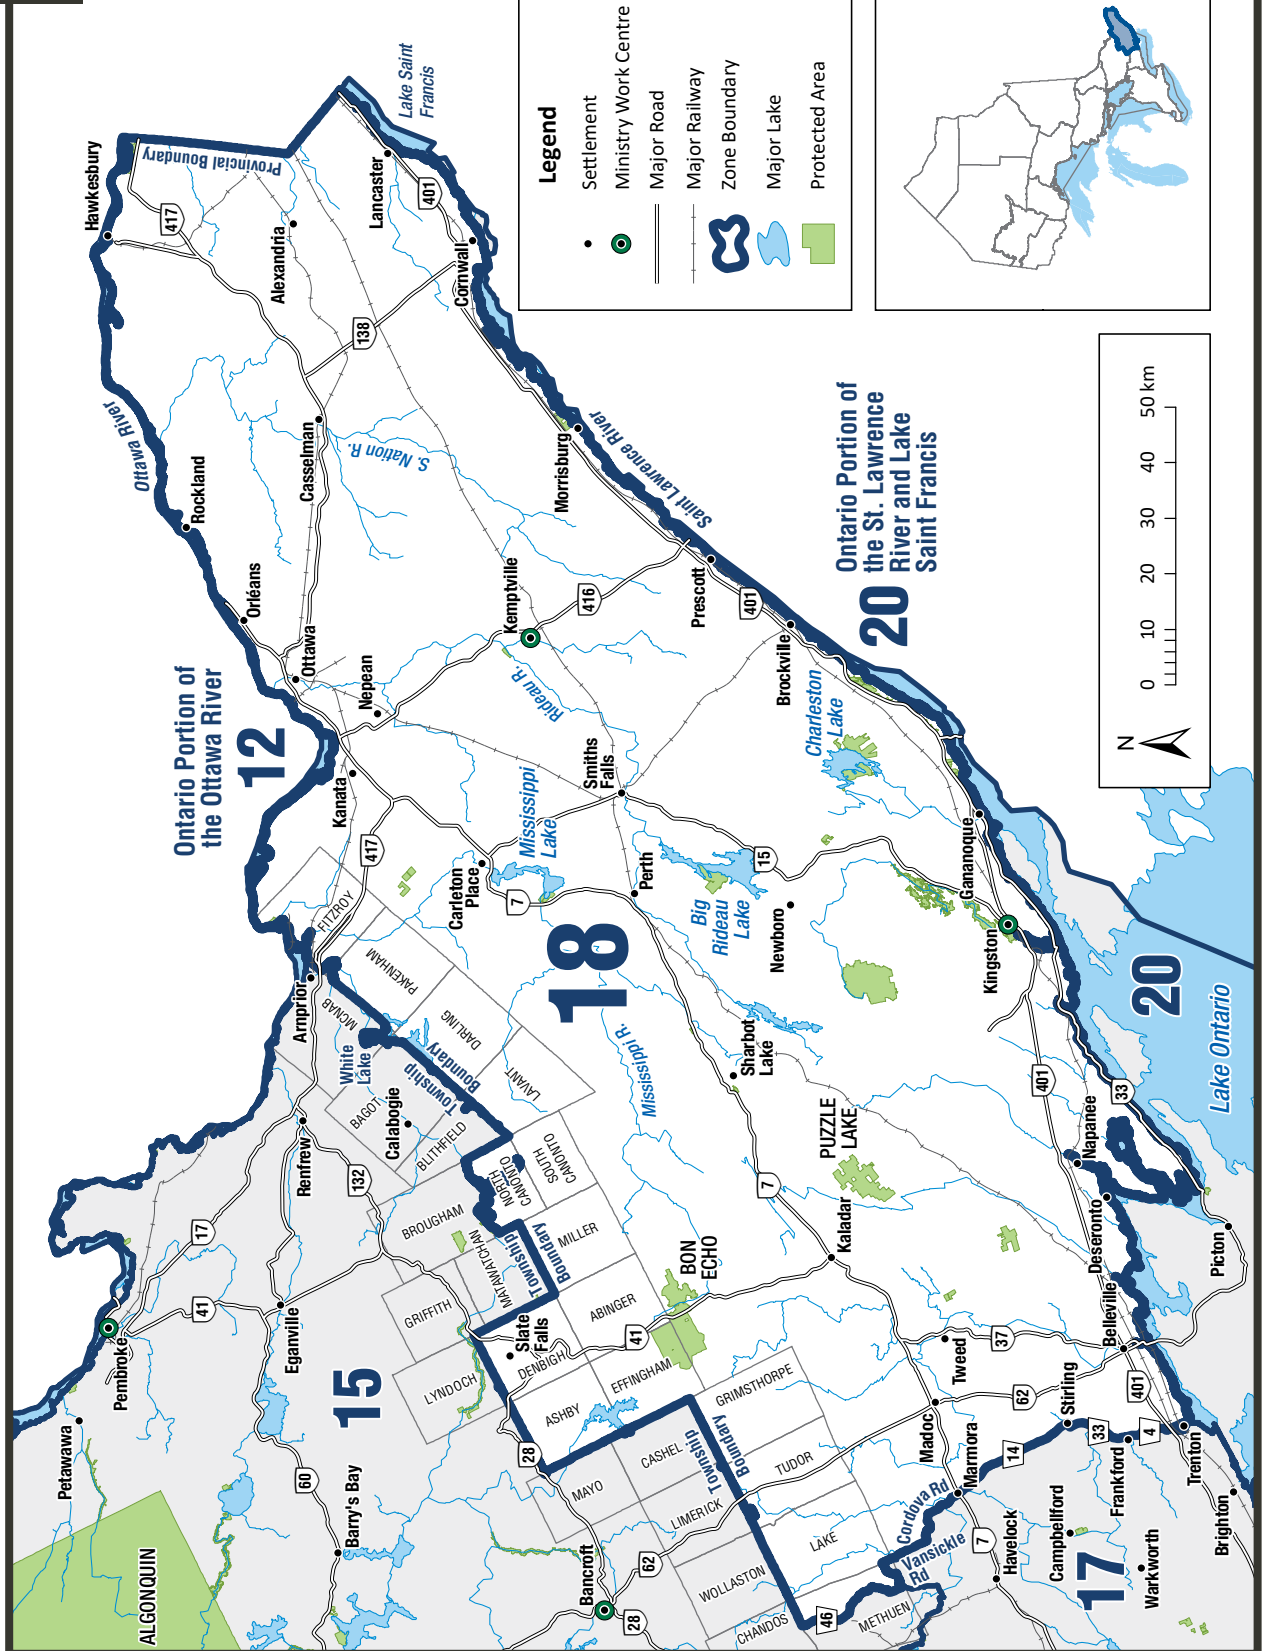 Hawkesbury
Provincial Boundary
417
Alexandria
Lancaster
401
Lake Saint
Francis
Cornwall
138
Ottawa River
Rockland
Casselman
S. Nation R.
Morrisburg
Saint Lawrence River
Orléans
Ottawa
Nepean
Kemptville
416
Prescott
401
Rideau R.
Brockville
Ontario Portion of
the Ottawa River
12
Ontario Portion of
the St. Lawrence
River and Lake
Saint Francis
20
Kanata
417
Smiths
Falls
Charleston
Lake
Mississippi
Lake
Carleton
Place
7
Perth
15
Big
Rideau
Lake
Newboro
Gananoque
Kingston
18
FITZROY
PAKENHAM
Arnprior
MCNAB
DARLING
White
Lake
Township
Boundary
LAVANT
BAGOT
Calabogie
BLITHFIELD
Mississippi R.
Sharbot
Lake
401
33
Napanee
20
Lake Ontario
Renfrew
132
17
NORTH
CANONTO
SOUTH
CANONTO
BROUGHAM
MATAWATCHAN
Township
Boundary
MILLER
PUZZLE
LAKE
7
Kaladar
Deseronto
Picton
BON
ECHO
Pembroke
41
Eganville
GRIFFITH
Slate
Falls
ABINGER
41
DENBIGH
LYNDOCH
EFFINGHAM
15
ASHBY
GRIMSTHORPE
Tweed
37
Belleville
401
62
Stirling
33
4
Frankford
Trenton
Petawawa
28
CASHEL
Township
Boundary
TUDOR
Madoc
Marmora
14
60
Barry's Bay
MAYO
LIMERICK
LAKE
Cordova Rd
Vansickle
Rd
7
Havelock
Campbellford
17
Warkworth
Brighton
ALGONQUIN
Bancroft
62
28
WOLLASTON
CHANDOS
46
METHUEN
Legend
Settlement
Ministry Work Centre
Major Road
Major Railway
Zone Boundary
Major Lake
Protected Area
N
0 10 20 30 40 50 km